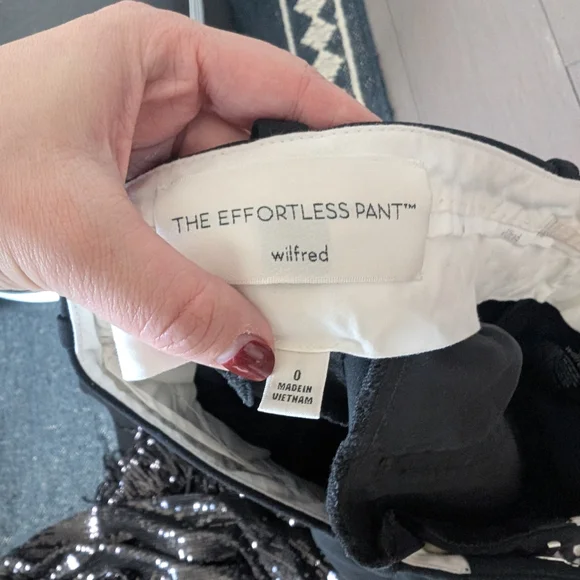 THE EFFORTLESS PANT™
wilfred
0
MADE IN
VIETNAM